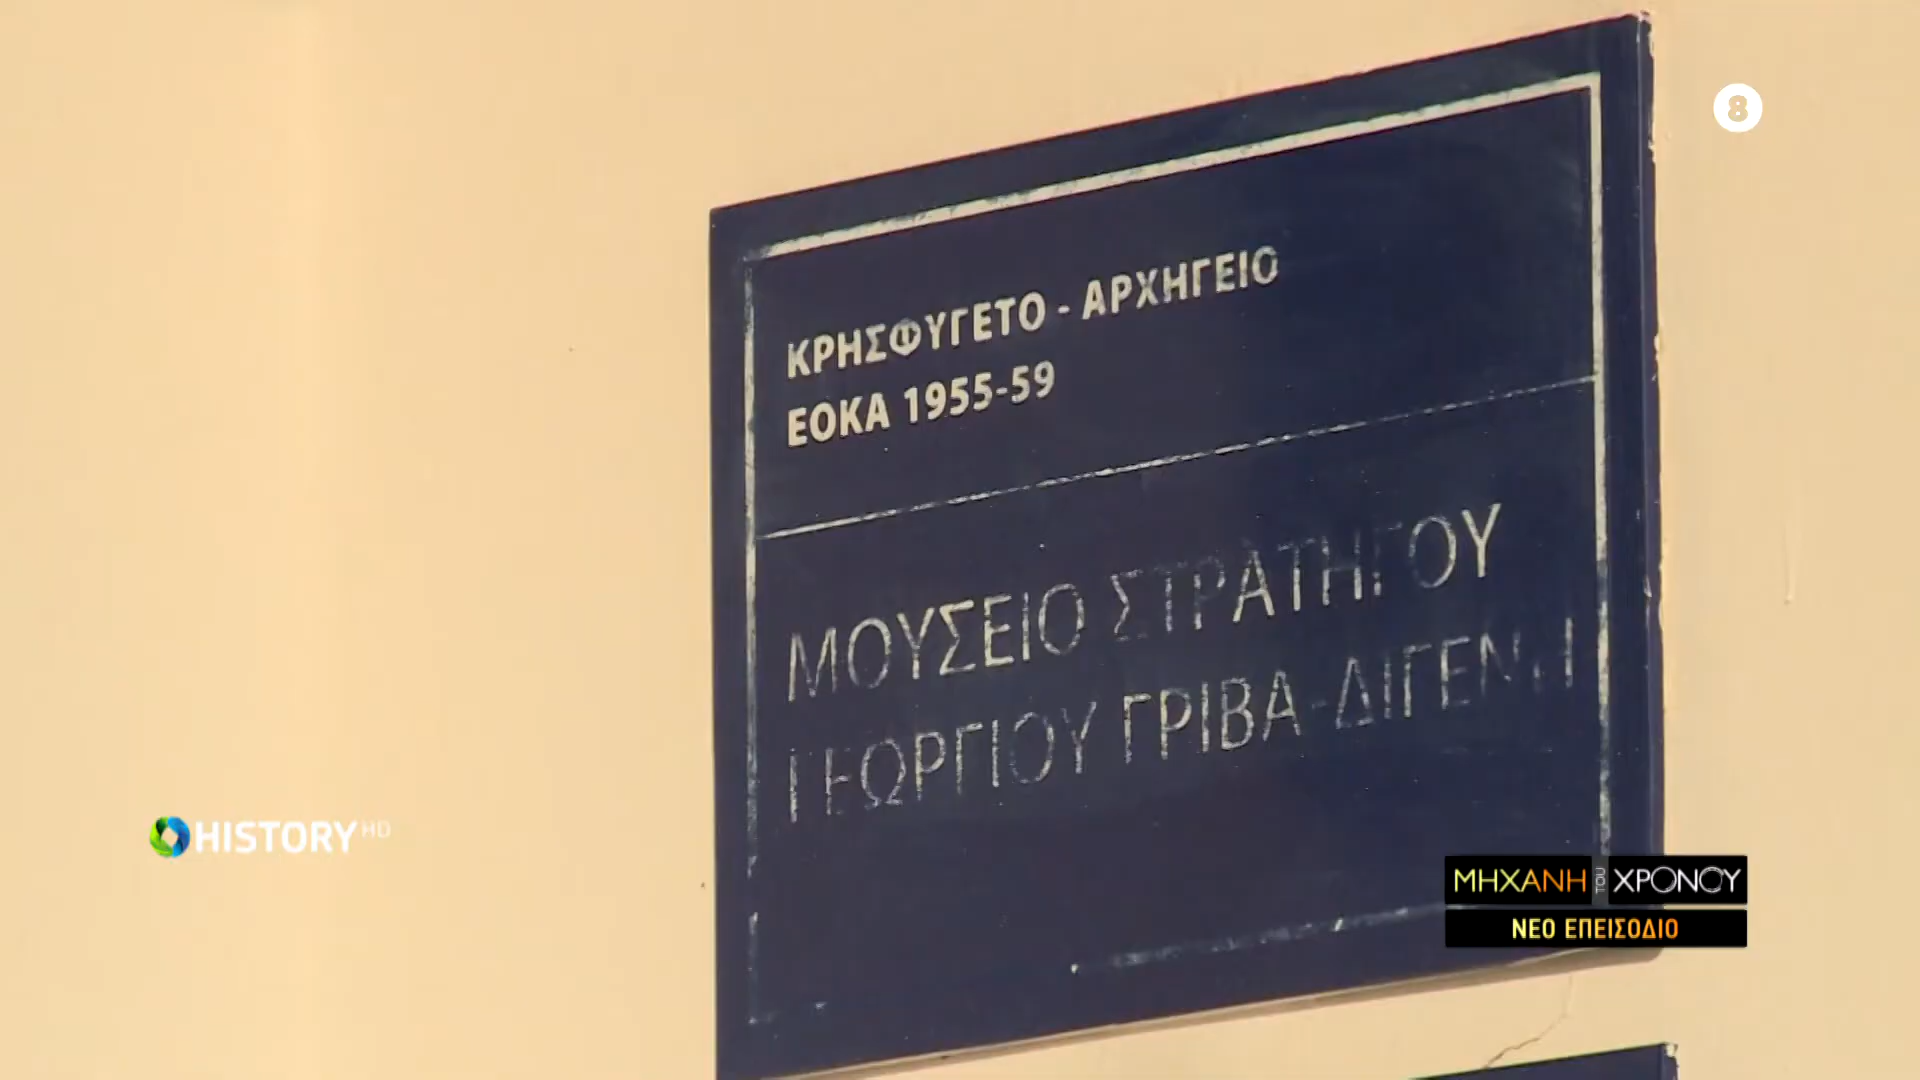 8
ΚΡΗΣΦΥΓΕΤΟ - ΑΡΧΗΓΕΙΟ
ΕΟΚΑ 1955-59
ΜΟΥΣΕΙΟ ΣΤΡΑΤΗΓΟΥ
ΓΕΩΡΓΙΟΥ ΓΡΙΒΑ-ΔΙΓΕΝΗ
HISTORY HD
ΜΗΧΑΝΗ ΤΟΥ ΧΡΟΝΟΥ
ΝΕΟ ΕΠΕΙΣΟΔΙΟ